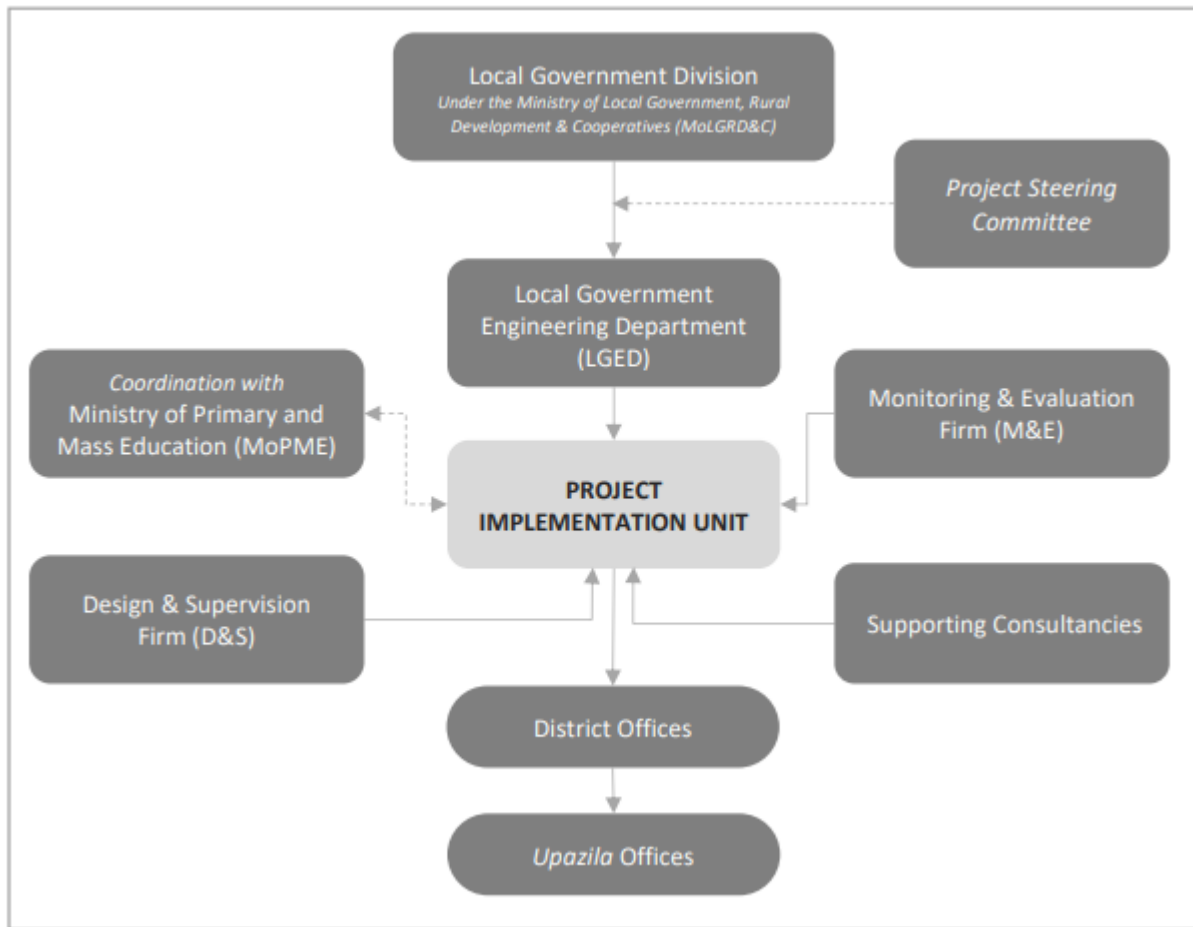 Local Government Division
Under the Ministry of Local Government, Rural
Development & Cooperatives (MoLGRD&C)
Project Steering
Committee
Local Government
Engineering Department
(LGED)
Coordination with
Ministry of Primary and
Mass Education (MoPME)
Monitoring & Evaluation
Firm (M&E)
PROJECT
IMPLEMENTATION UNIT
Design & Supervision
Firm (D&S)
Supporting Consultancies
District Offices
Upazila Offices